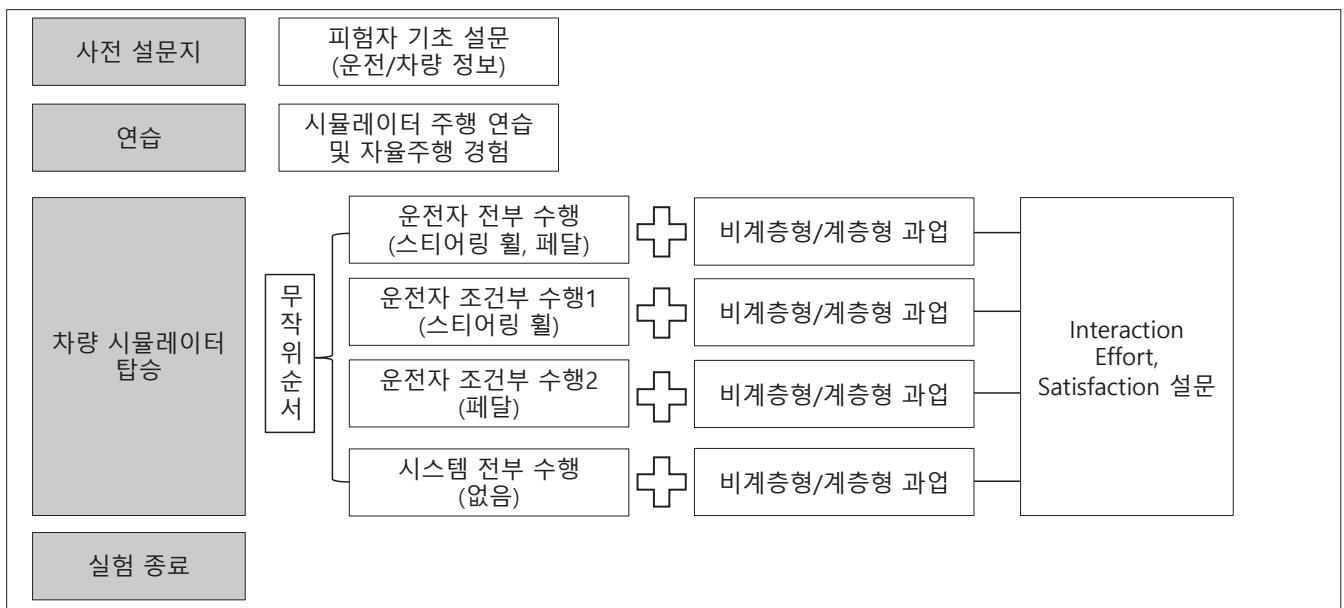 사전 설문지
피험자 기초 설문
(운전/차량 정보)
연습
시뮬레이터 주행 연습
및 자율주행 경험
차량 시뮬레이터
탑승
무
작
위
순
서
운전자 전부 수행
(스티어링 휠, 페달)
비계층형/계층형 과업
운전자 조건부 수행1
(스티어링 휠)
비계층형/계층형 과업
운전자 조건부 수행2
(페달)
비계층형/계층형 과업
시스템 전부 수행
(없음)
비계층형/계층형 과업
Interaction
Effort,
Satisfaction 설문
실험 종료